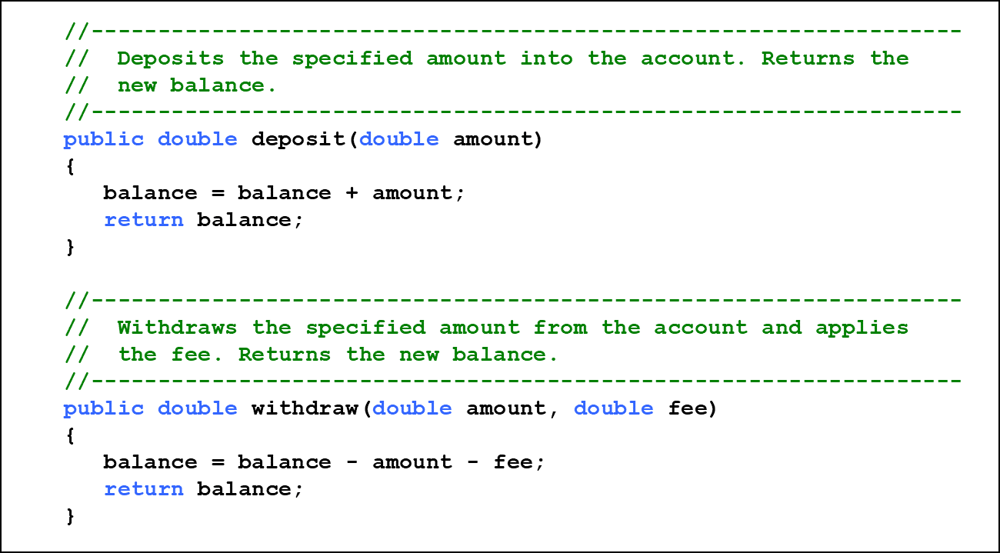 //-----------------------------------------------------------------
//  Deposits the specified amount into the account. Returns the
//  new balance.
//-----------------------------------------------------------------
public double deposit(double amount)
{
   balance = balance + amount;
   return balance;
}

//-----------------------------------------------------------------
//  Withdraws the specified amount from the account and applies
//  the fee. Returns the new balance.
//-----------------------------------------------------------------
public double withdraw(double amount, double fee)
{
   balance = balance - amount - fee;
   return balance;
}